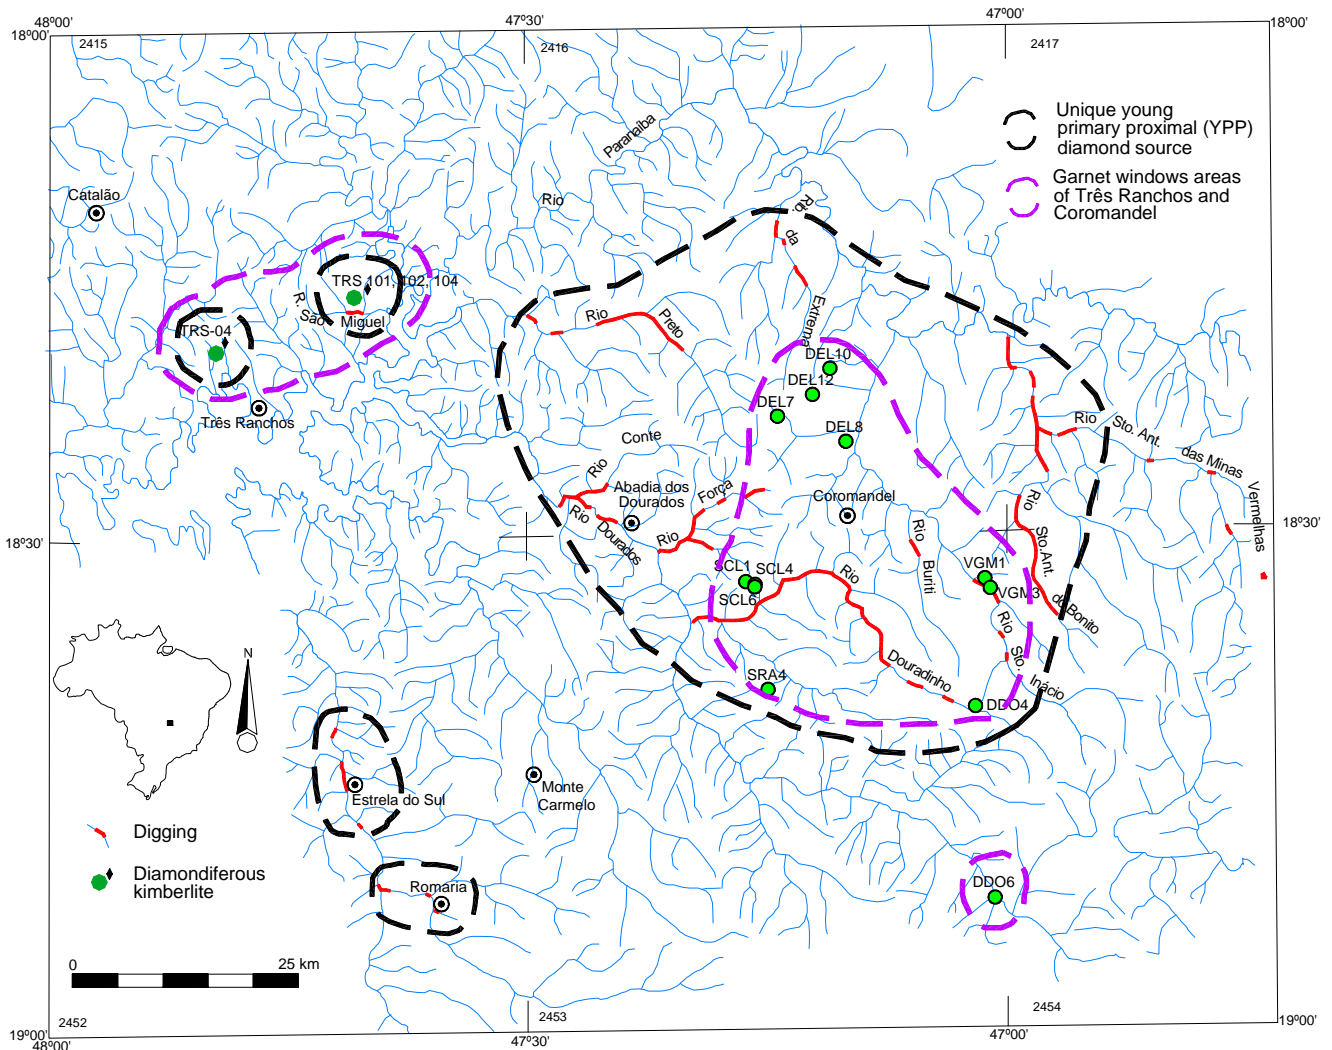 48°00'
47°30'
47°00'
18°00'
18°00'
2415
2416
2417
Unique young
primary proximal (YPP)
diamond source
Garnet windows areas
of Três Ranchos and
Coromandel
Paranaíba
Rio
Catalão
Rib.
da
Extrema
TRS 101, 102, 104
R. São
Miguel
TRS-04
Três Ranchos
Rio
Preto
DEL10
DEL12
DEL7
DEL8
Rio
Sto. Ant.
das Minas
Vermelhas
Conte
Rio
Abadia dos
Dourados
Força
Rio
Coromandel
Rio
Dourados
Rio
Buriti
Rio
Sto.Ant.
do Bonito
18°30'
18°30'
SCL1
SCL4
SCL6
Rio
Douradinho
VGM1
VGM3
Rio
Sto.
Inácio
SRA4
DDO4
N
Estrela do Sul
Monte
Carmelo
Digging
Diamondiferous
kimberlite
Romaria
DDO6
0
25 km
19°00'
2452
2453
2454
19°00'
48°00'
47°30'
47°00'